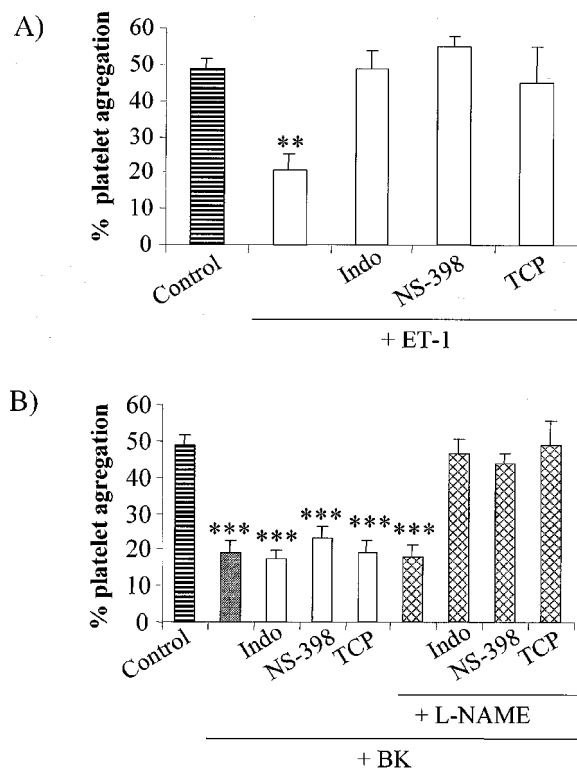 A)
% platelet agregation
60
50
40
30
20
10
0
**
Control
Indo
NS-398
TCP
+ ET-1
B)
% platelet agregation
60
50
40
30
20
10
0
*** *** *** *** ***
Control
Indo
NS-398
TCP
Indo
NS-398
TCP
+ L-NAME
+ BK